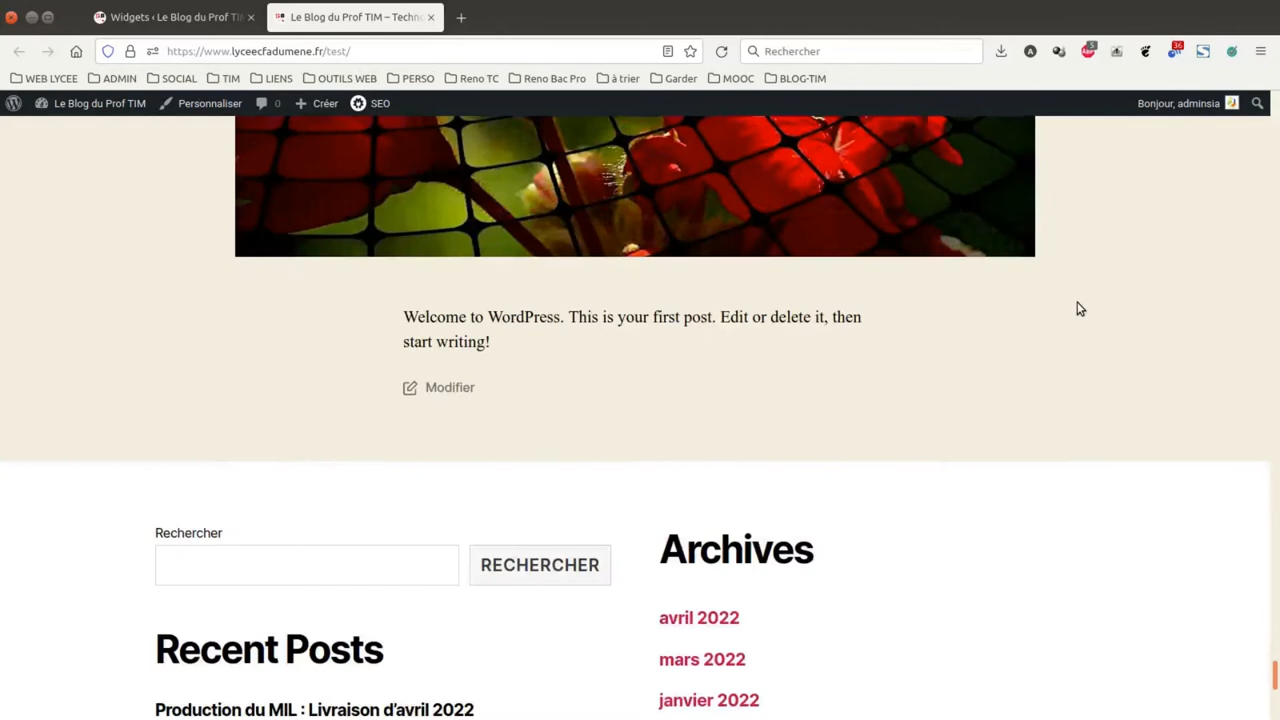 Widgets ‹ Le Blog du Prof TIM
Le Blog du Prof TIM – Techno
https://www.lyceecfadumene.fr/test/
Rechercher
5
36
WEB LYCEE
ADMIN
SOCIAL
TIM
LIENS
OUTILS WEB
PERSO
Reno TC
Reno Bac Pro
à trier
Garder
MOOC
BLOG-TIM
Le Blog du Prof TIM
Personnaliser
0
Créer
SEO
Bonjour, adminsia
Welcome to WordPress. This is your first post. Edit or delete it, then
start writing!
Modifier
Rechercher
RECHERCHER
Archives
avril 2022
Recent Posts
mars 2022
janvier 2022
Production du MIL : Livraison d’avril 2022